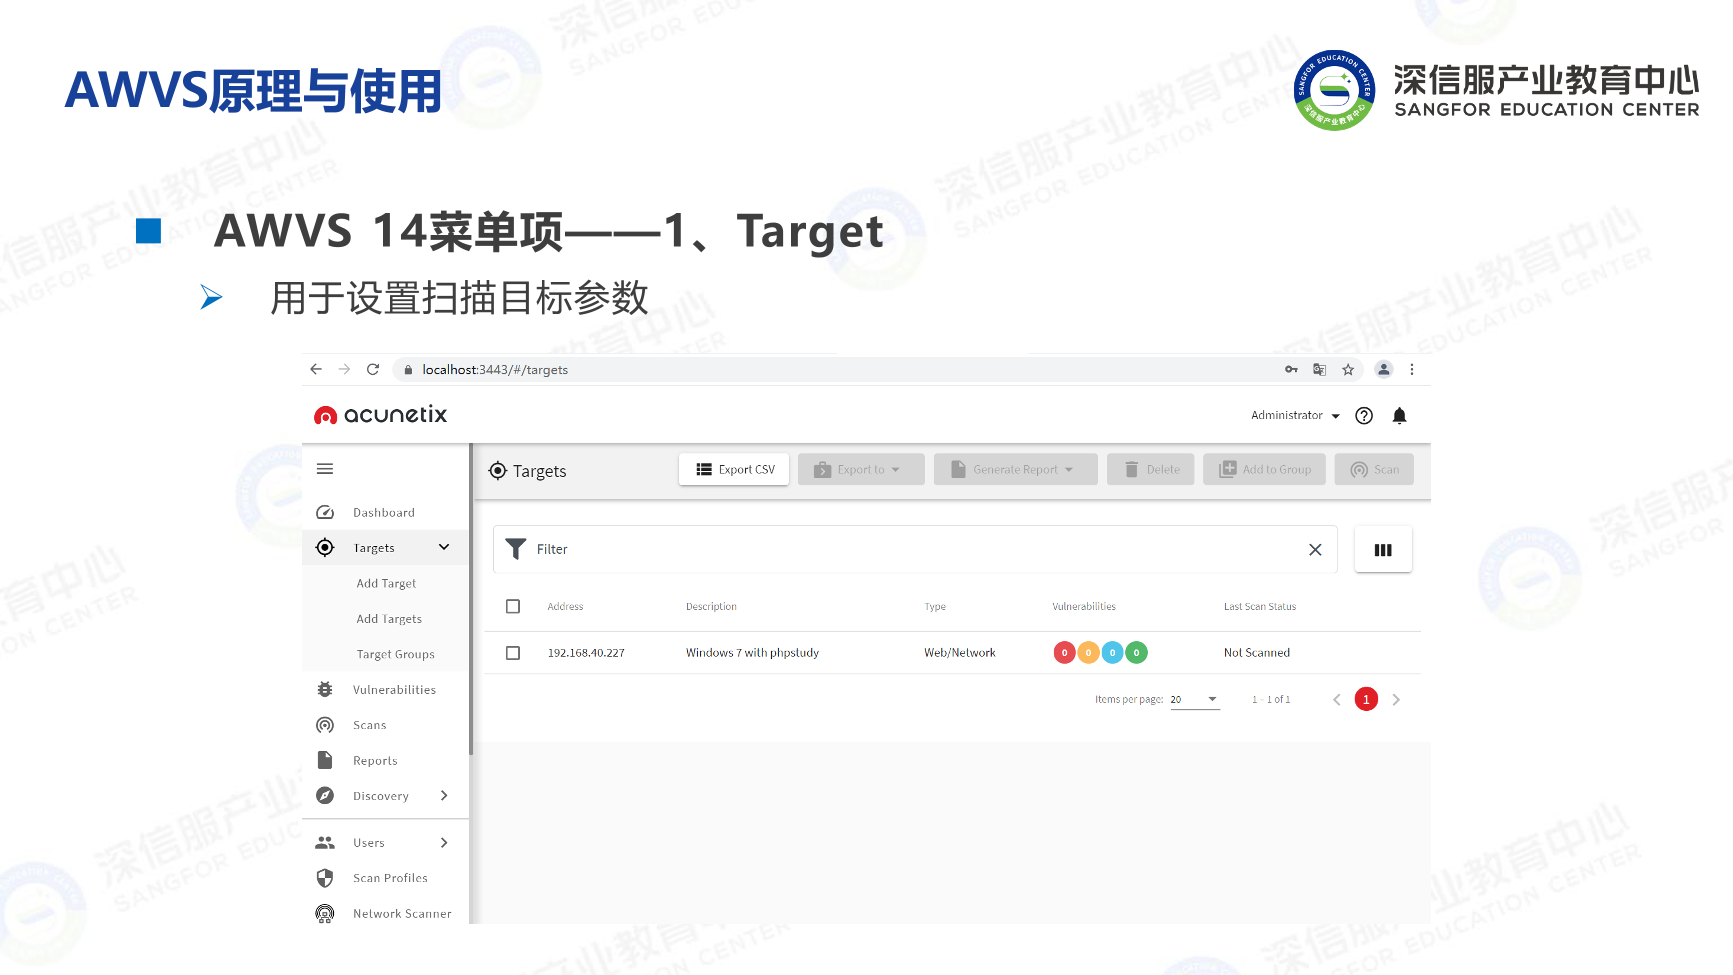 AWVS原理与使用
深信服产业教育中心
SANGFOR EDUCATION CENTER
AWVS 14菜单项——1、Target
用于设置扫描目标参数
localhost:3443/#/targets
acunetix
Administrator
Targets
Export CSV
Export to
Generate Report
Delete
Add to Group
Scan
Dashboard
Targets
Add Target
Add Targets
Target Groups
Vulnerabilities
Scans
Reports
Discovery
Users
Scan Profiles
Network Scanner
Filter
Address Description Type Vulnerabilities Last Scan Status
192.168.40.227 Windows 7 with phpstudy Web/Network 0 0 0 0 Not Scanned
Items per page: 20 1 – 1 of 1 1